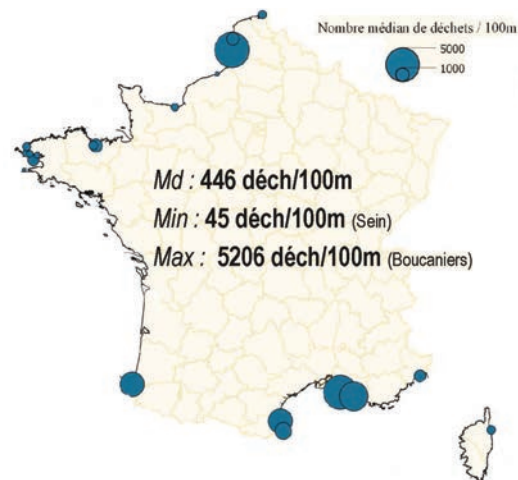 Nombre médian de déchets / 100m
5000
1000
Md : 446 déch/100m
Min : 45 déch/100m (Sein)
Max : 5206 déch/100m (Boucaniers)